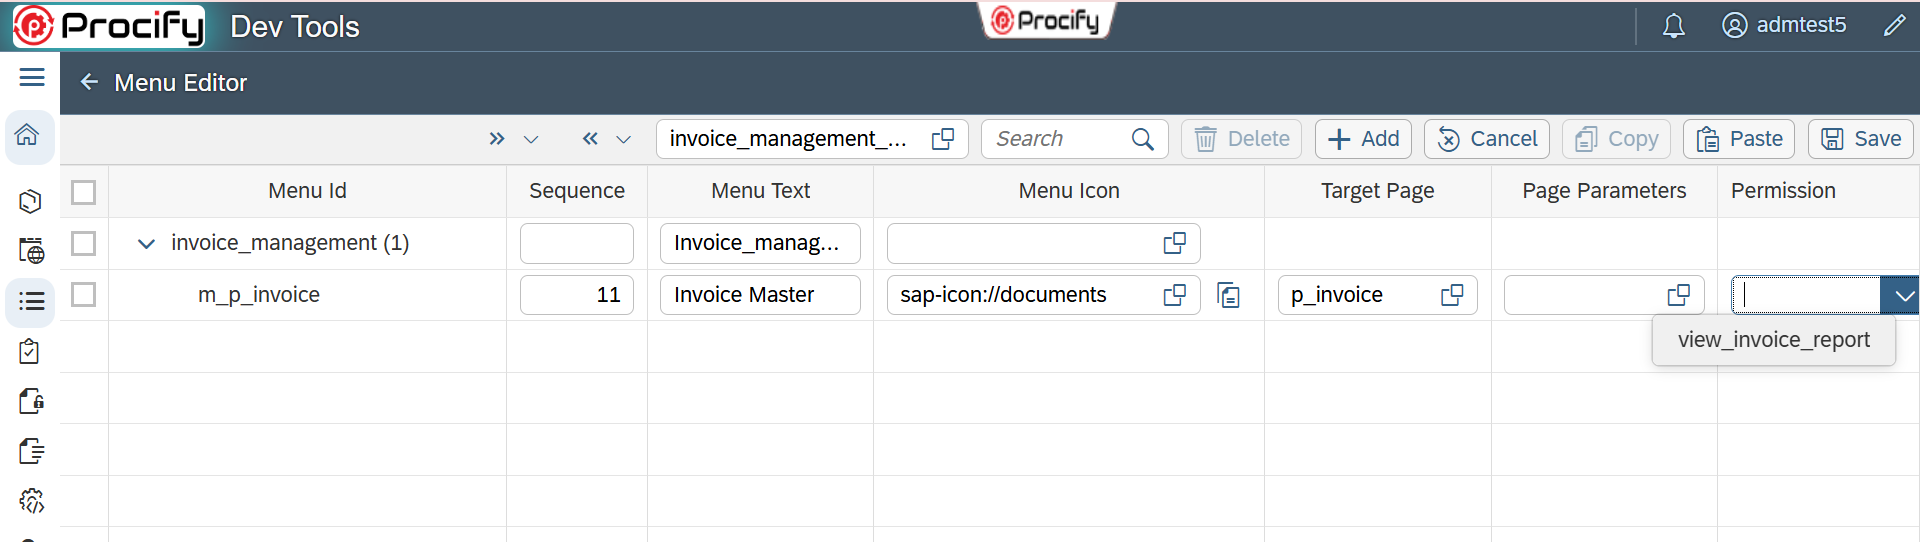 Procify Dev Tools Procify admtest5
Menu Editor
invoice_management_... Search Delete Add Cancel Copy Paste Save
Menu Id Sequence Menu Text Menu Icon Target Page Page Parameters Permission
invoice_management (1) Invoice_manag...
m_p_invoice 11 Invoice Master sap-icon://documents p_invoice
view_invoice_report